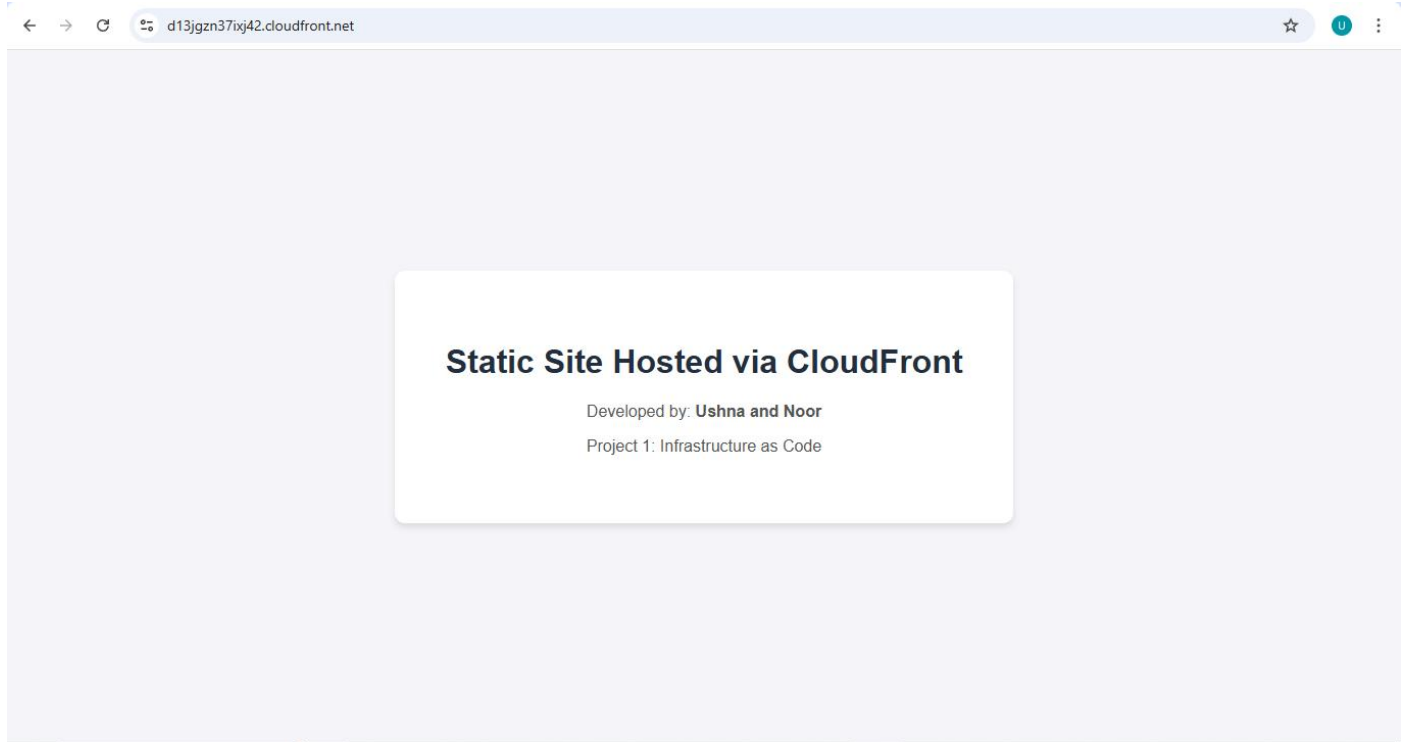 d13jgzn37ixj42.cloudfront.net
U
Static Site Hosted via CloudFront
Developed by: Ushna and Noor
Project 1: Infrastructure as Code